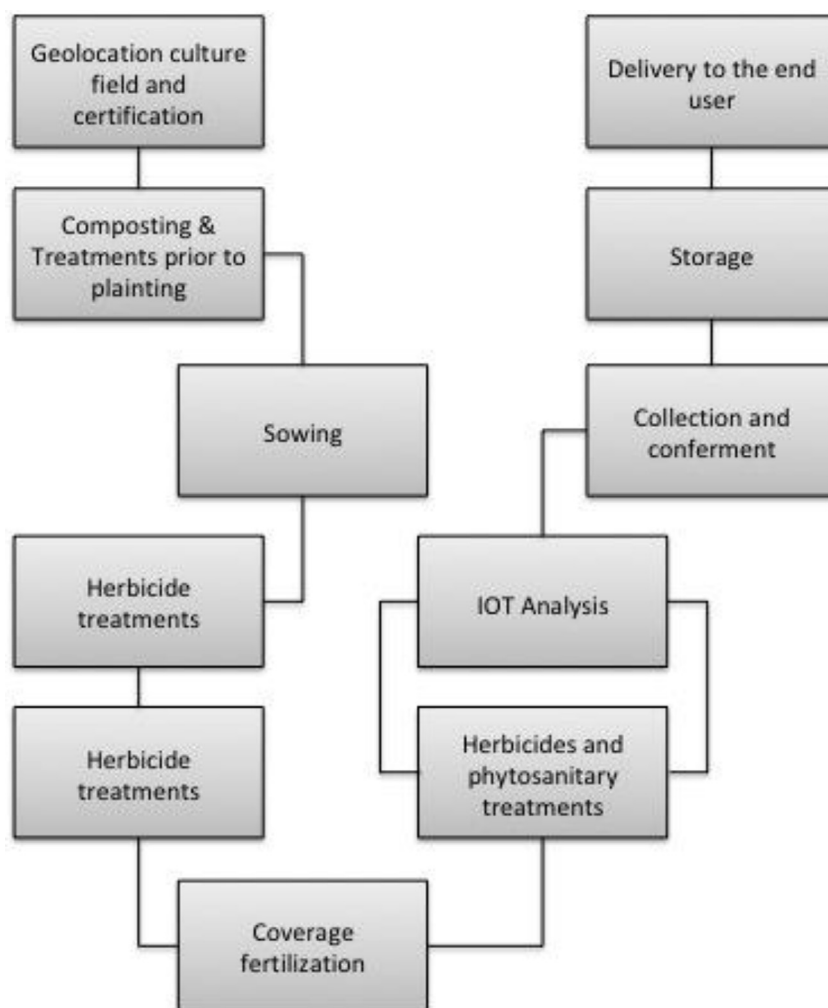 Geolocation culture
field and
certification
Composting &
Treatments prior to
plainting
Sowing
Herbicide
treatments
Herbicide
treatments
Coverage
fertilization
Herbicides and
phytosanitary
treatments
IOT Analysis
Collection and
conferment
Storage
Delivery to the end
user